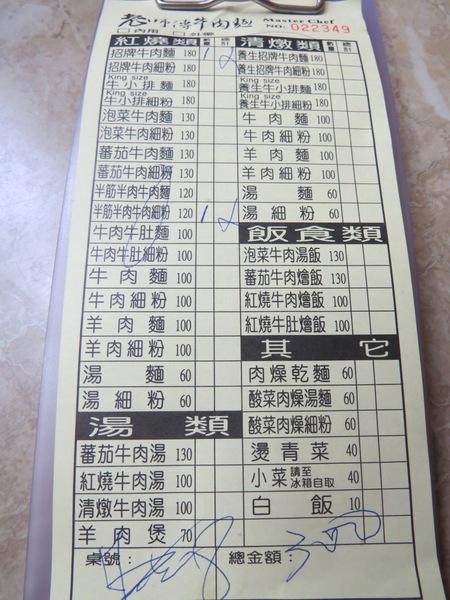 老師傅牛肉麵 Master Chef
NO: 022349
□內用 □外帶
紅燒類 數量 總計
招牌牛肉麵 180
招牌牛肉細粉 180
King size
牛小排麵 180
King size
牛小排細粉 180
泡菜牛肉麵 130
泡菜牛肉細粉 130
蕃茄牛肉麵 130
蕃茄牛肉細粉 130
半筋半肉牛肉麵 120
半筋半肉牛肉細粉 120
牛肉牛肚麵 100
牛肉牛肚細粉 100
牛肉麵 100
牛肉細粉 100
羊肉麵 100
羊肉細粉 100
湯麵 60
湯細粉 60
湯類
蕃茄牛肉湯 130
紅燒牛肉湯 100
清燉牛肉湯 100
羊肉煲 70
清燉類 數量 總計
養生招牌牛肉麵 180
養生招牌牛肉細粉 180
King size
養生牛小排麵 180
King size
養生牛小排細粉 180
牛肉麵 100
牛肉細粉 100
羊肉麵 100
羊肉細粉 100
湯麵 60
湯細粉 60
飯食類
泡菜牛肉湯飯 130
蕃茄牛肉燴飯 130
紅燒牛肉燴飯 100
紅燒牛肚燴飯 100
其它
肉燥乾麵 60
酸菜肉燥湯麵 60
酸菜肉燥細粉 60
燙青菜 40
小菜 請至冰箱自取 40
白飯 10
桌號： 總金額： 300